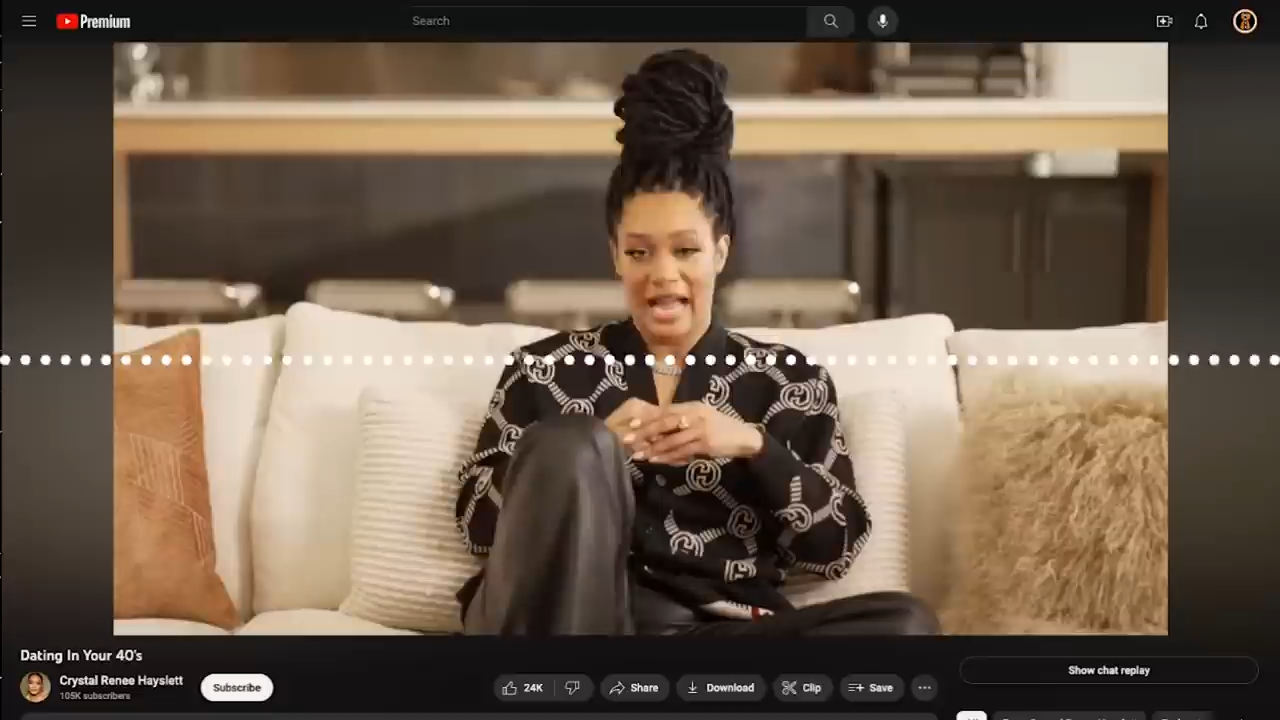 Premium
Search
Dating In Your 40's
Crystal Renee Hayslett
105K subscribers
Subscribe
24K
Share
Download
Clip
Save
Show chat replay